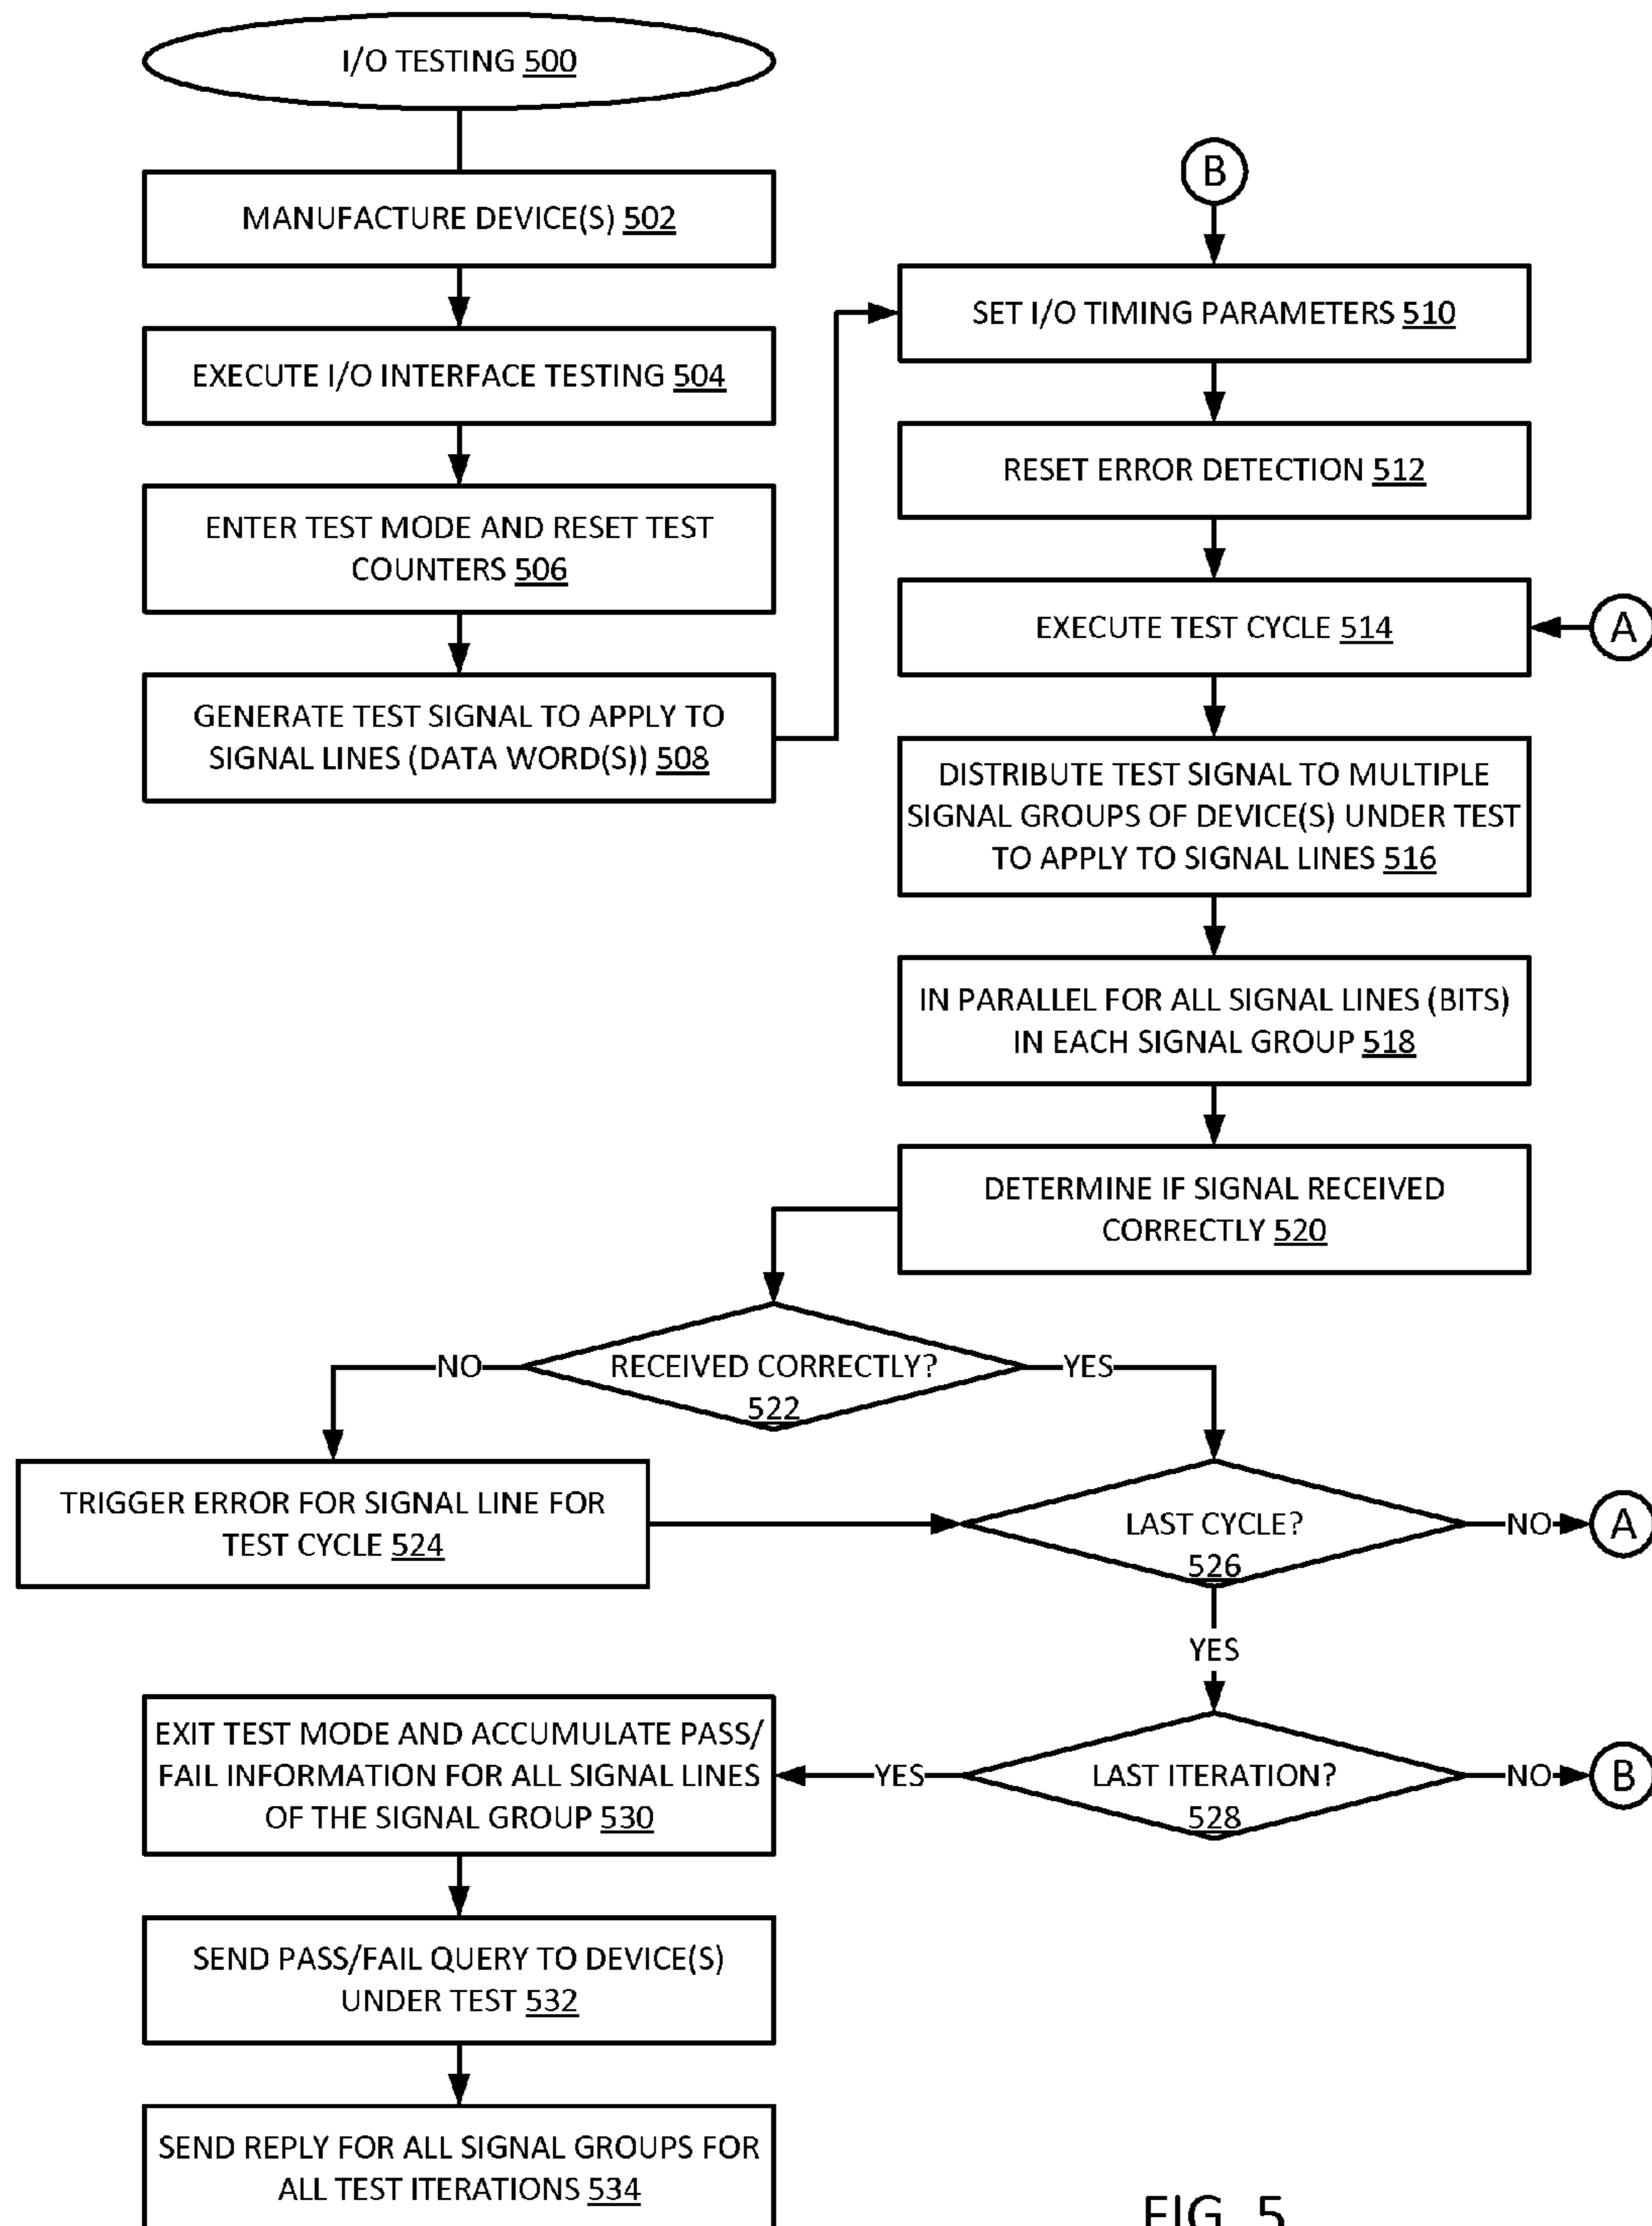 I/O TESTING 500
MANUFACTURE DEVICE(S) 502
EXECUTE I/O INTERFACE TESTING 504
ENTER TEST MODE AND RESET TEST
COUNTERS 506
GENERATE TEST SIGNAL TO APPLY TO
SIGNAL LINES (DATA WORD(S)) 508
B
SET I/O TIMING PARAMETERS 510
RESET ERROR DETECTION 512
EXECUTE TEST CYCLE 514
A
DISTRIBUTE TEST SIGNAL TO MULTIPLE
SIGNAL GROUPS OF DEVICE(S) UNDER TEST
TO APPLY TO SIGNAL LINES 516
IN PARALLEL FOR ALL SIGNAL LINES (BITS)
IN EACH SIGNAL GROUP 518
DETERMINE IF SIGNAL RECEIVED
CORRECTLY 520
NO
RECEIVED CORRECTLY?
522
YES
TRIGGER ERROR FOR SIGNAL LINE FOR
TEST CYCLE 524
LAST CYCLE?
526
NO
A
YES
LAST ITERATION?
528
NO
B
YES
EXIT TEST MODE AND ACCUMULATE PASS/
FAIL INFORMATION FOR ALL SIGNAL LINES
OF THE SIGNAL GROUP 530
SEND PASS/FAIL QUERY TO DEVICE(S)
UNDER TEST 532
SEND REPLY FOR ALL SIGNAL GROUPS FOR
ALL TEST ITERATIONS 534
FIG. 5